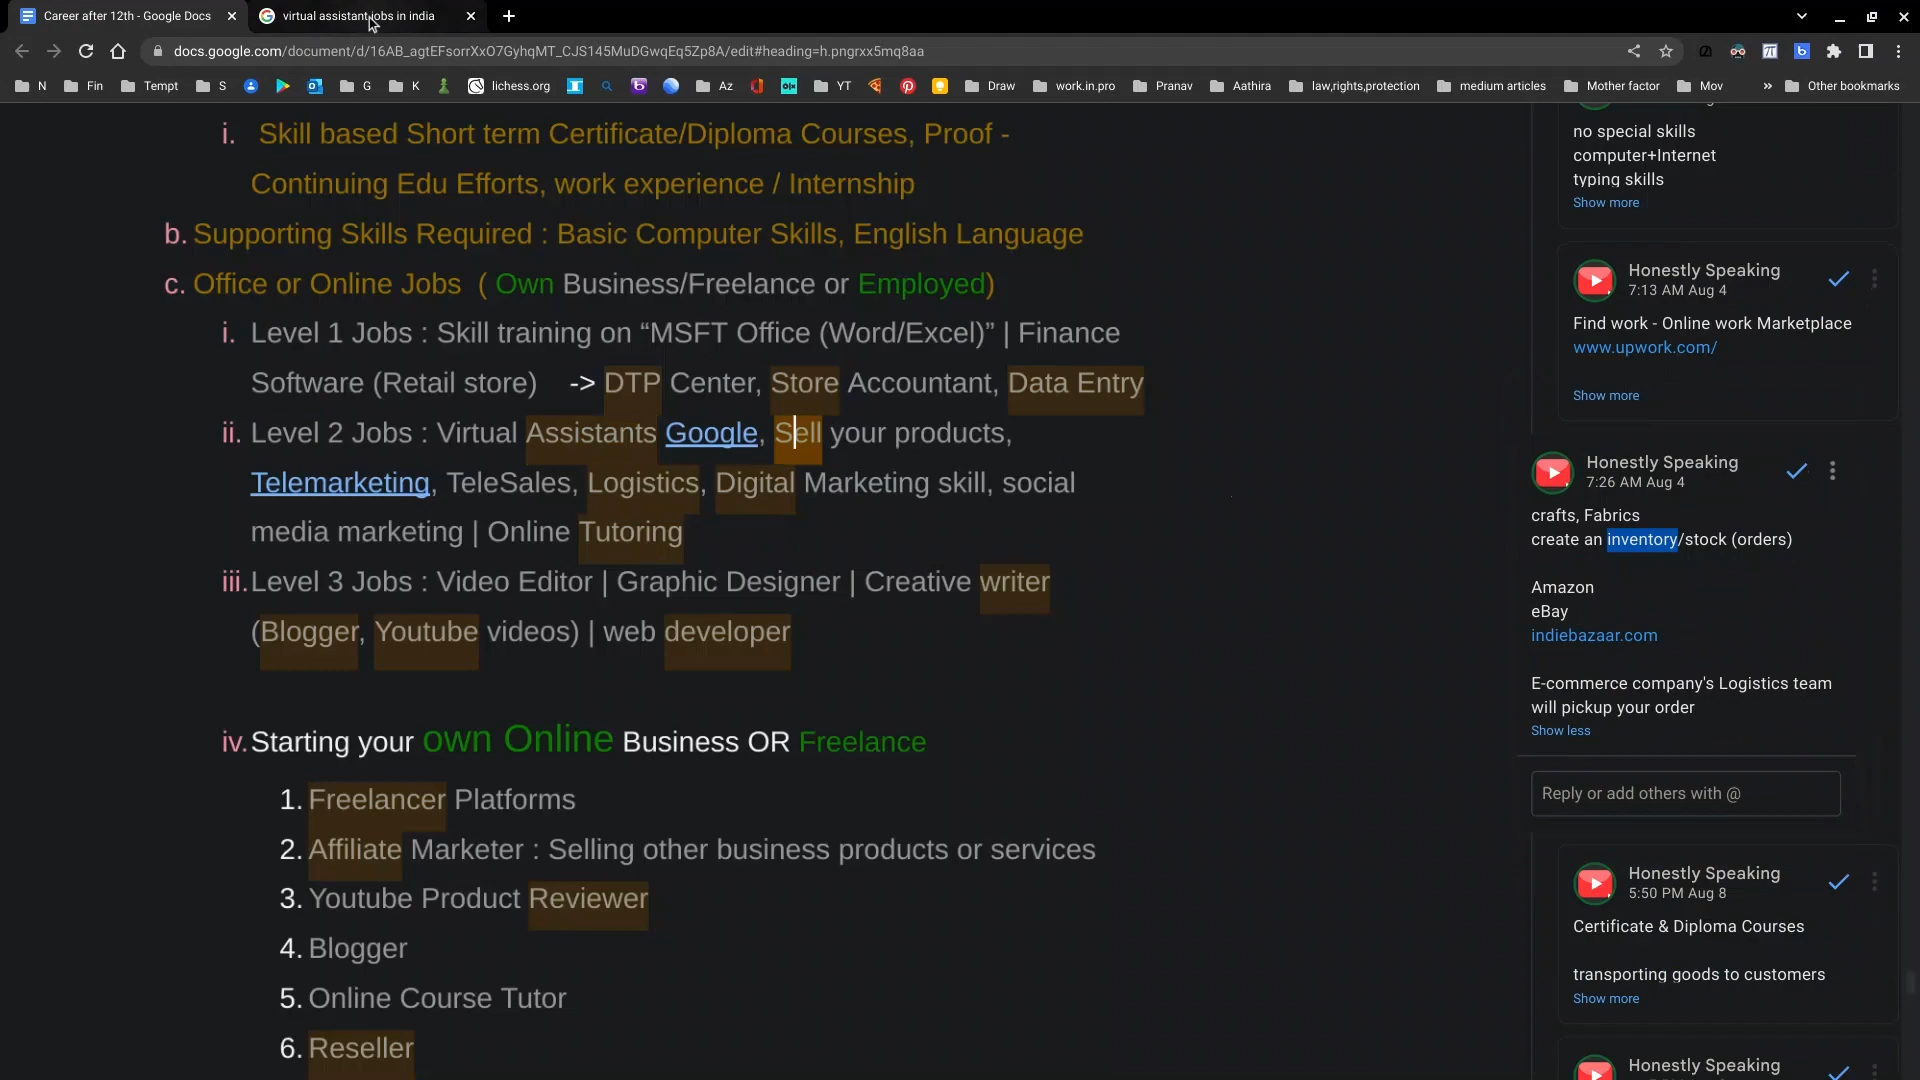 Career after 12th - Google Docs
virtual assistant jobs in india
docs.google.com/document/d/16AB_agtEFsorrXxO7GyhqMT_CJS145MuDGwqEq5Zp8A/edit#heading=h.pngrxx5mq8aa
N Fin Tempt S G K lichess.org Az YT Draw work.in.pro Pranav Aathira law,rights,protection medium articles Mother factor Mov » Other bookmarks
i. Skill based Short term Certificate/Diploma Courses, Proof -
Continuing Edu Efforts, work experience / Internship
b. Supporting Skills Required : Basic Computer Skills, English Language
c. Office or Online Jobs ( Own Business/Freelance or Employed)
i. Level 1 Jobs : Skill training on “MSFT Office (Word/Excel)” | Finance
Software (Retail store) -> DTP Center, Store Accountant, Data Entry
ii. Level 2 Jobs : Virtual Assistants Google, Sell your products,
Telemarketing, TeleSales, Logistics, Digital Marketing skill, social
media marketing | Online Tutoring
iii. Level 3 Jobs : Video Editor | Graphic Designer | Creative writer
(Blogger, Youtube videos) | web developer
iv. Starting your own Online Business OR Freelance
1. Freelancer Platforms
2. Affiliate Marketer : Selling other business products or services
3. Youtube Product Reviewer
4. Blogger
5. Online Course Tutor
6. Reseller
no special skills
computer+Internet
typing skills
Show more
Honestly Speaking
7:13 AM Aug 4
Find work - Online work Marketplace
www.upwork.com/
Show more
Honestly Speaking
7:26 AM Aug 4
crafts, Fabrics
create an inventory/stock (orders)
Amazon
eBay
indiebazaar.com
E-commerce company's Logistics team
will pickup your order
Show less
Reply or add others with @
Honestly Speaking
5:50 PM Aug 8
Certificate & Diploma Courses
transporting goods to customers
Show more
Honestly Speaking